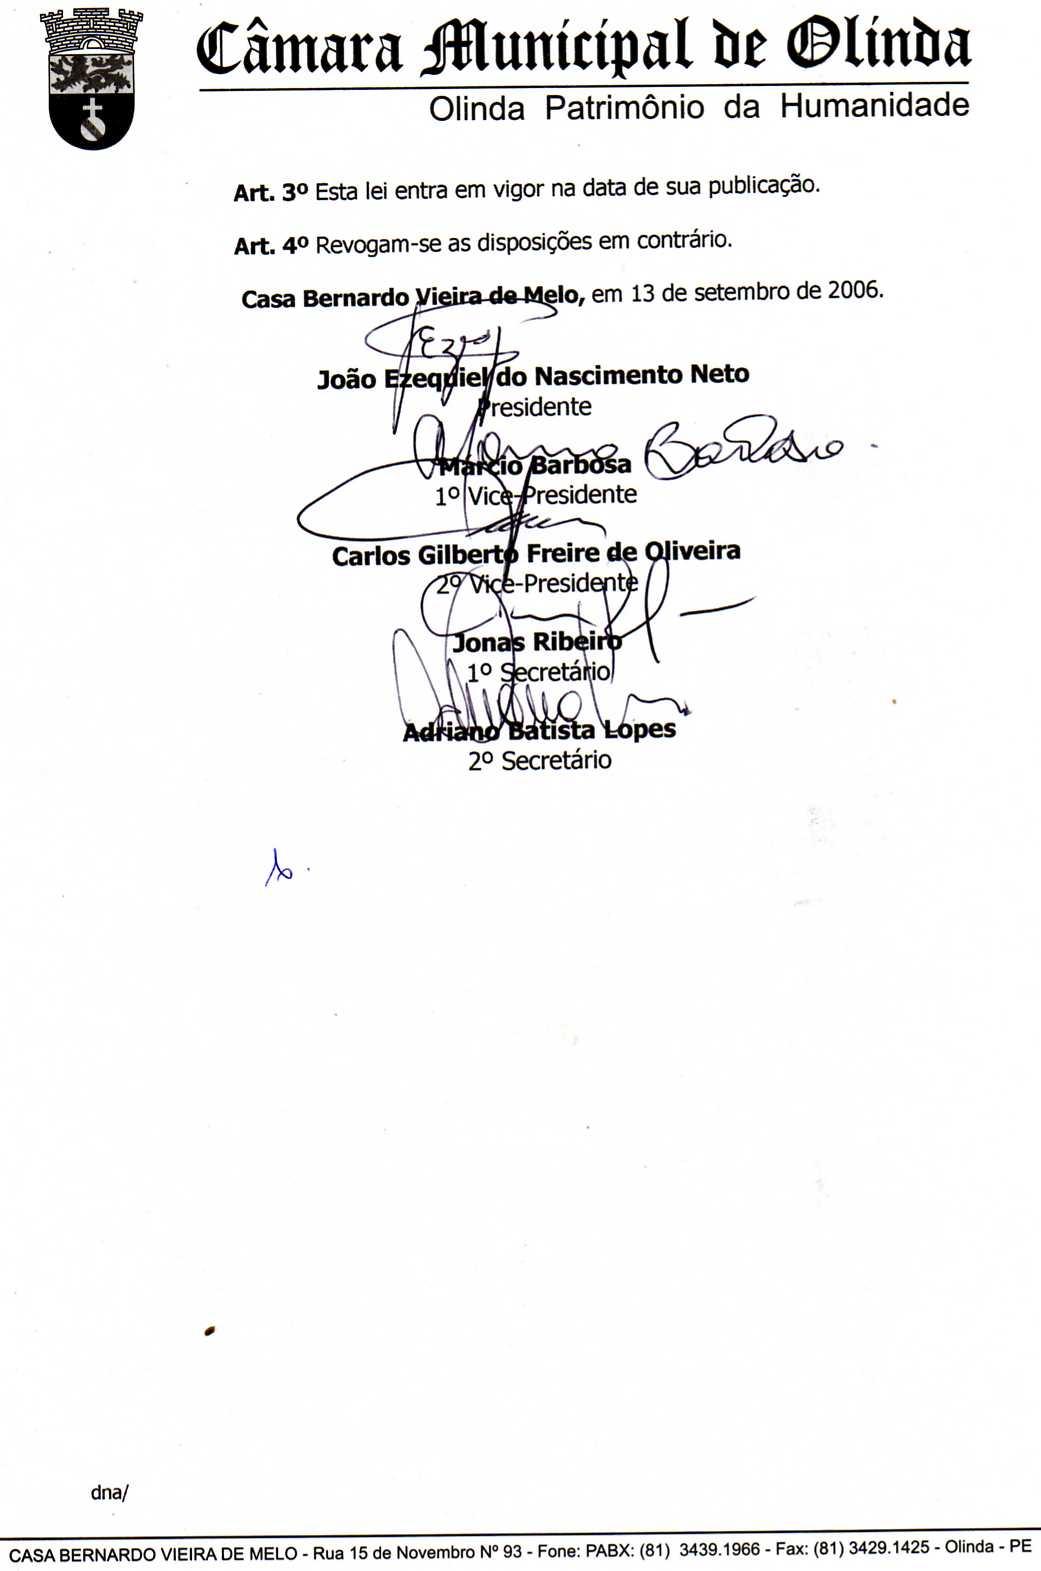 Câmara Municipal de Olinda
Olinda Patrimônio da Humanidade
Art. 3º Esta lei entra em vigor na data de sua publicação.
Art. 4º Revogam-se as disposições em contrário.
Casa Bernardo Vieira de Melo, em 13 de setembro de 2006.
João Ezequiel do Nascimento Neto
Presidente
Márcio Barbosa
1º Vice-Presidente
Carlos Gilberto Freire de Oliveira
2º Vice-Presidente
Jonas Ribeiro
1º Secretário
Adriano Batista Lopes
2º Secretário
dna/
CASA BERNARDO VIEIRA DE MELO - Rua 15 de Novembro Nº 93 - Fone: PABX: (81) 3439.1966 - Fax: (81) 3429.1425 - Olinda - PE